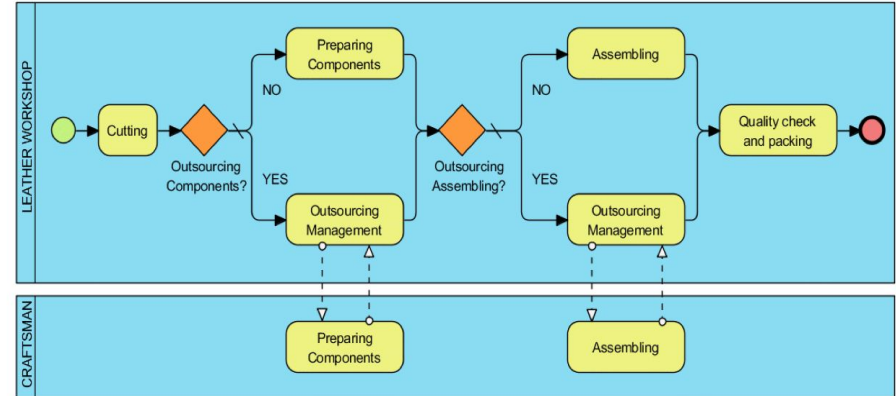 LEATHER WORKSHOP
Preparing
Components
Assembling
NO
NO
Cutting
Quality check
and packing
Outsourcing
Components?
Outsourcing
Assembling?
YES
YES
Outsourcing
Management
Outsourcing
Management
CRAFTSMAN
Preparing
Components
Assembling